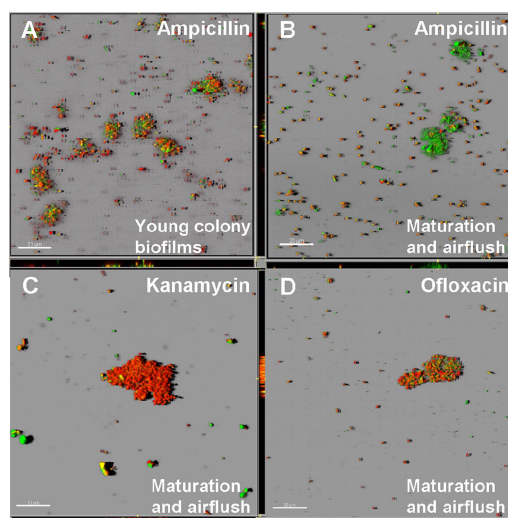 A Ampicillin
Young colony
biofilms
B Ampicillin
Maturation
and airflush
C Kanamycin
Maturation
and airflush
D Ofloxacin
Maturation
and airflush